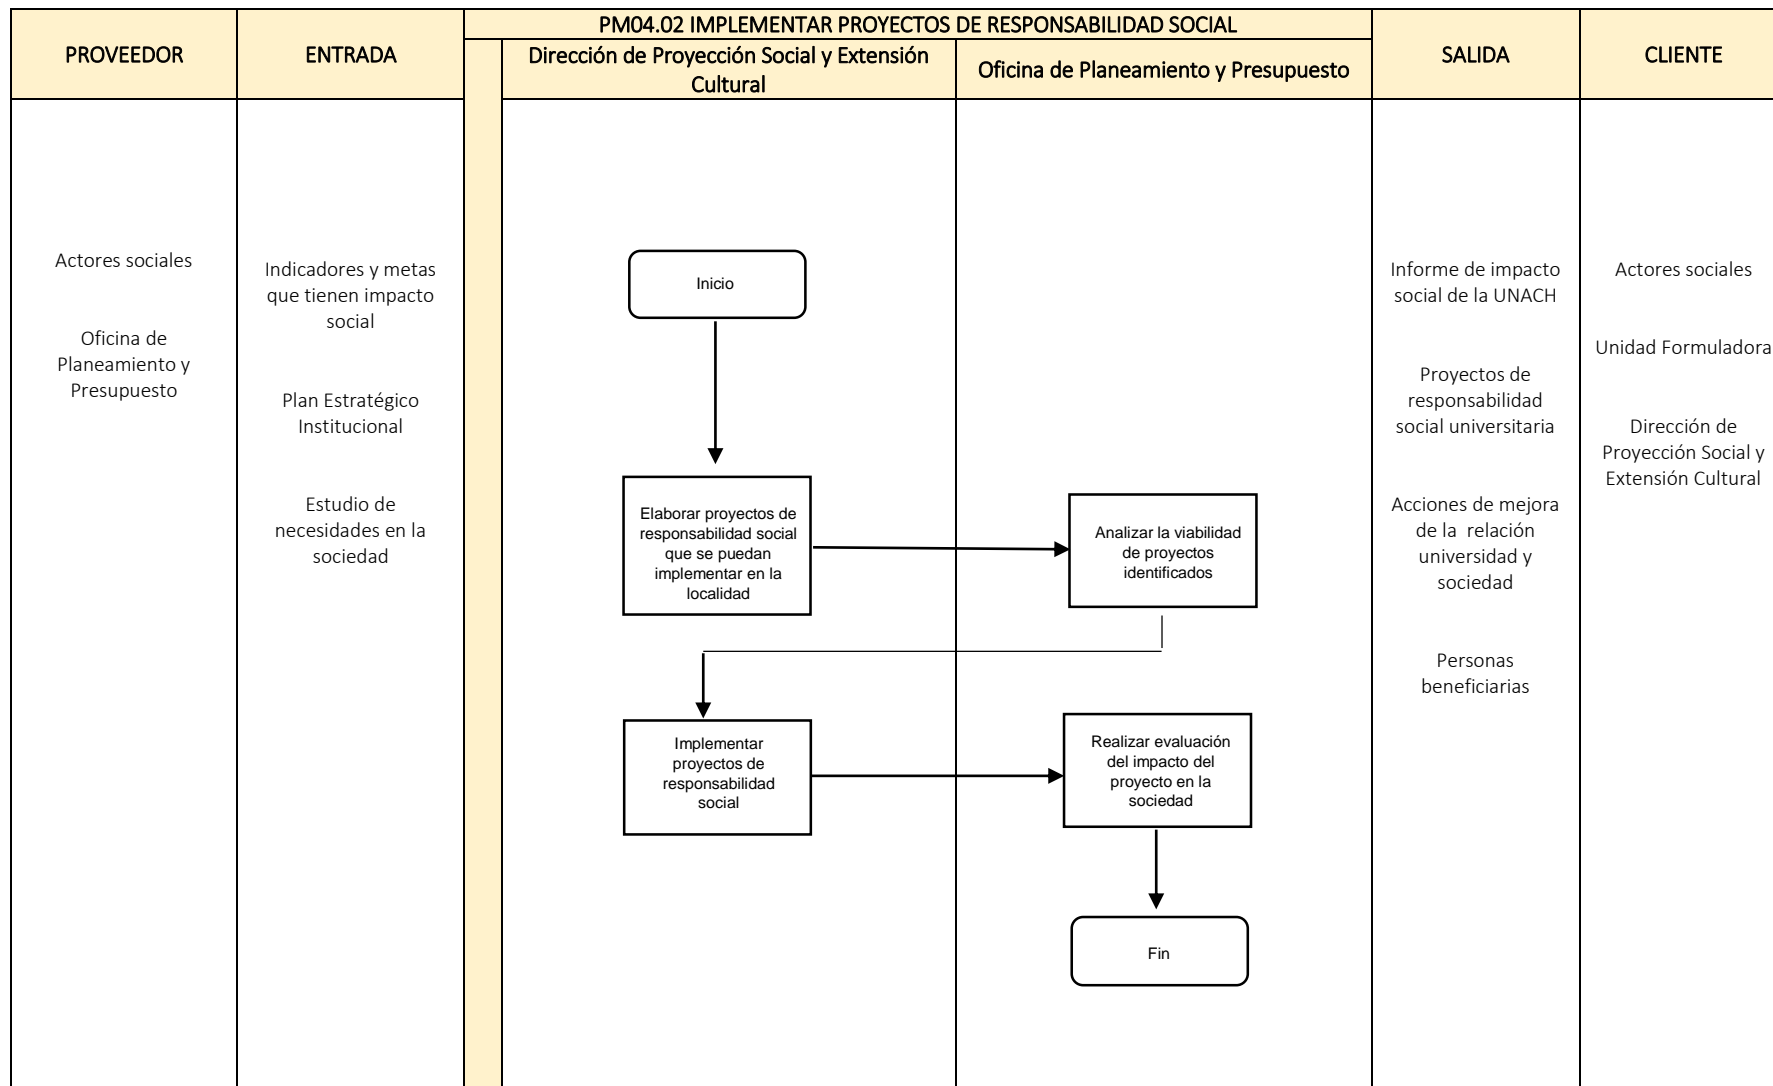 PROVEEDOR
ENTRADA
PM04.02 IMPLEMENTAR PROYECTOS DE RESPONSABILIDAD SOCIAL
Dirección de Proyección Social y Extensión
Cultural
Oficina de Planeamiento y Presupuesto
SALIDA
CLIENTE
Actores sociales
Oficina de
Planeamiento y
Presupuesto
Indicadores y metas
que tienen impacto
social
Plan Estratégico
Institucional
Estudio de
necesidades en la
sociedad
Inicio
Elaborar proyectos de
responsabilidad social
que se puedan
implementar en la
localidad
Analizar la viabilidad
de proyectos
identificados
Implementar
proyectos de
responsabilidad
social
Realizar evaluación
del impacto del
proyecto en la
sociedad
Fin
Informe de impacto
social de la UNACH
Proyectos de
responsabilidad
social universitaria
Acciones de mejora
de la  relación
universidad y
sociedad
Personas
beneficiarias
Actores sociales
Unidad Formuladora
Dirección de
Proyección Social y
Extensión Cultural